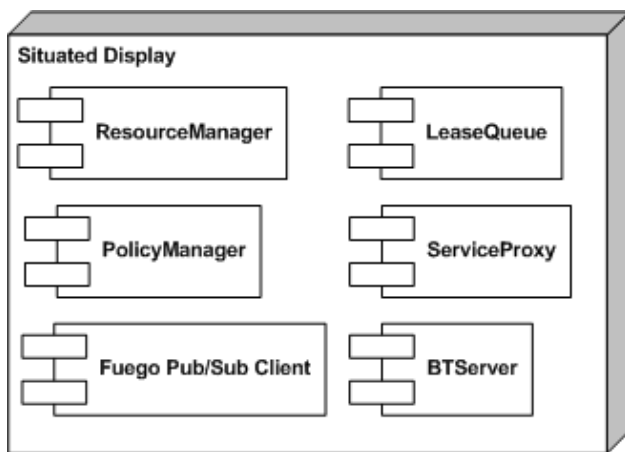 Situated Display
ResourceManager
LeaseQueue
PolicyManager
ServiceProxy
Fuego Pub/Sub Client
BTServer